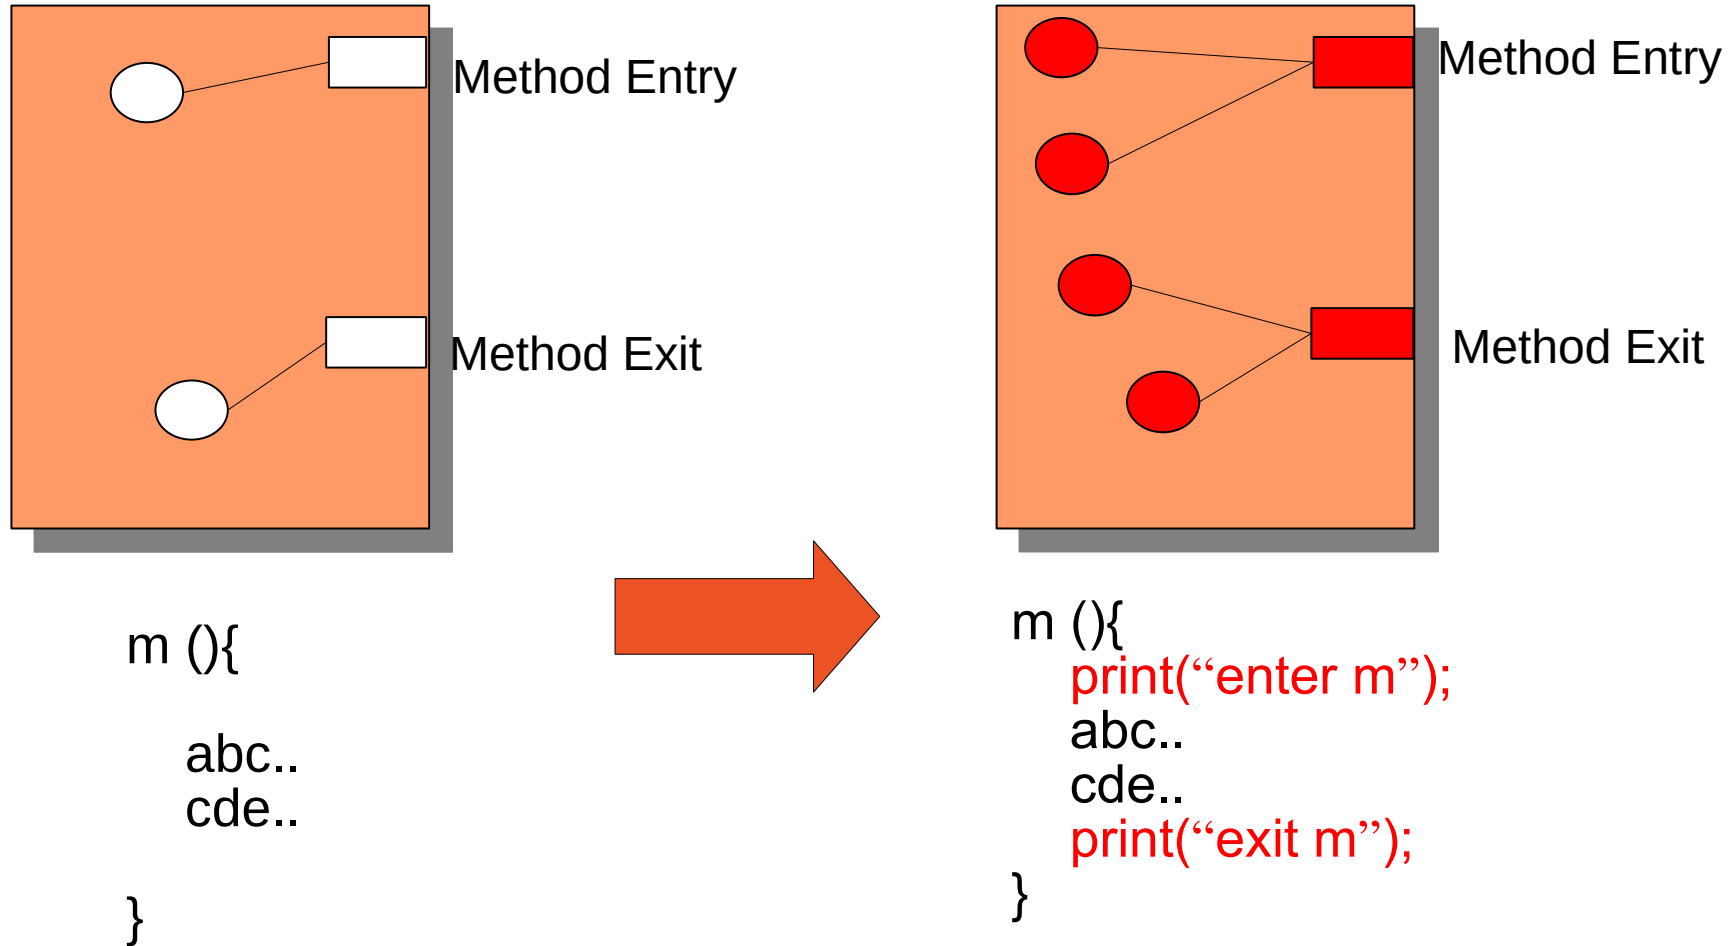 Method Entry
Method Exit
m (){
abc..
cde..
}
Method Entry
Method Exit
m (){
print(“enter m”);
abc..
cde..
print(“exit m”);
}